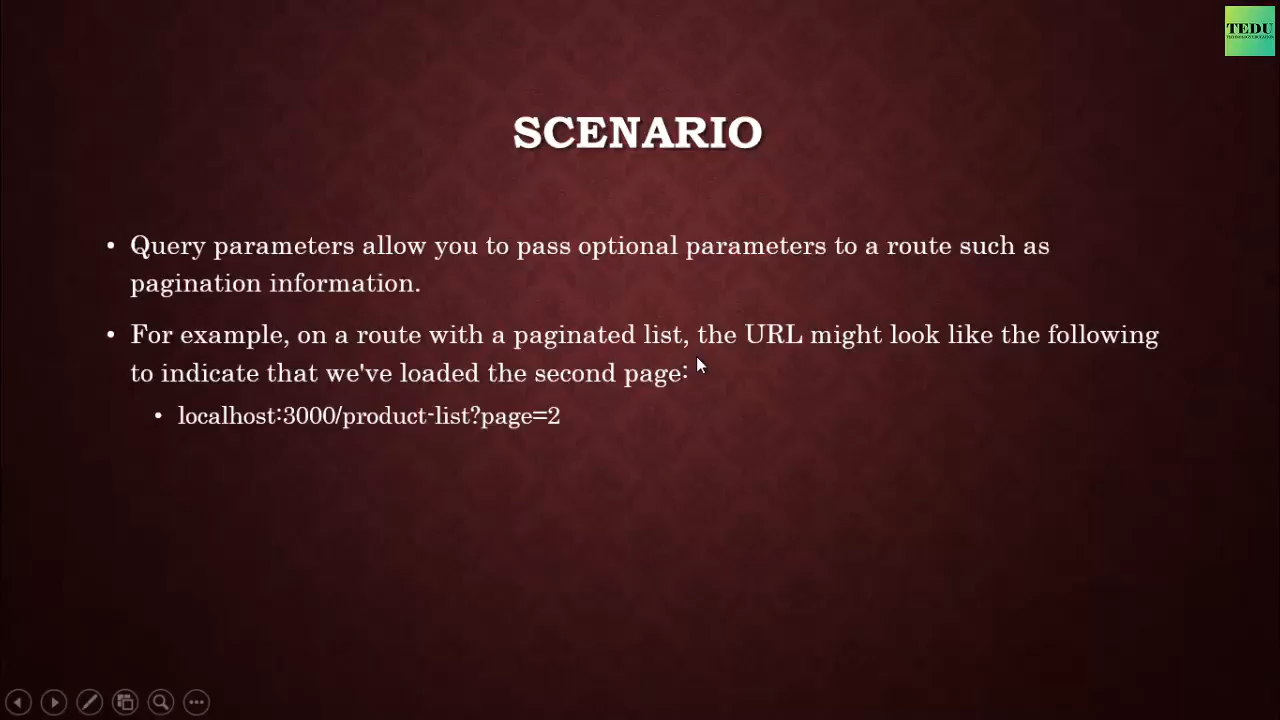 TEDU
SCENARIO
• Query parameters allow you to pass optional parameters to a route such as
pagination information.
• For example, on a route with a paginated list, the URL might look like the following
to indicate that we've loaded the second page:
• localhost:3000/product-list?page=2